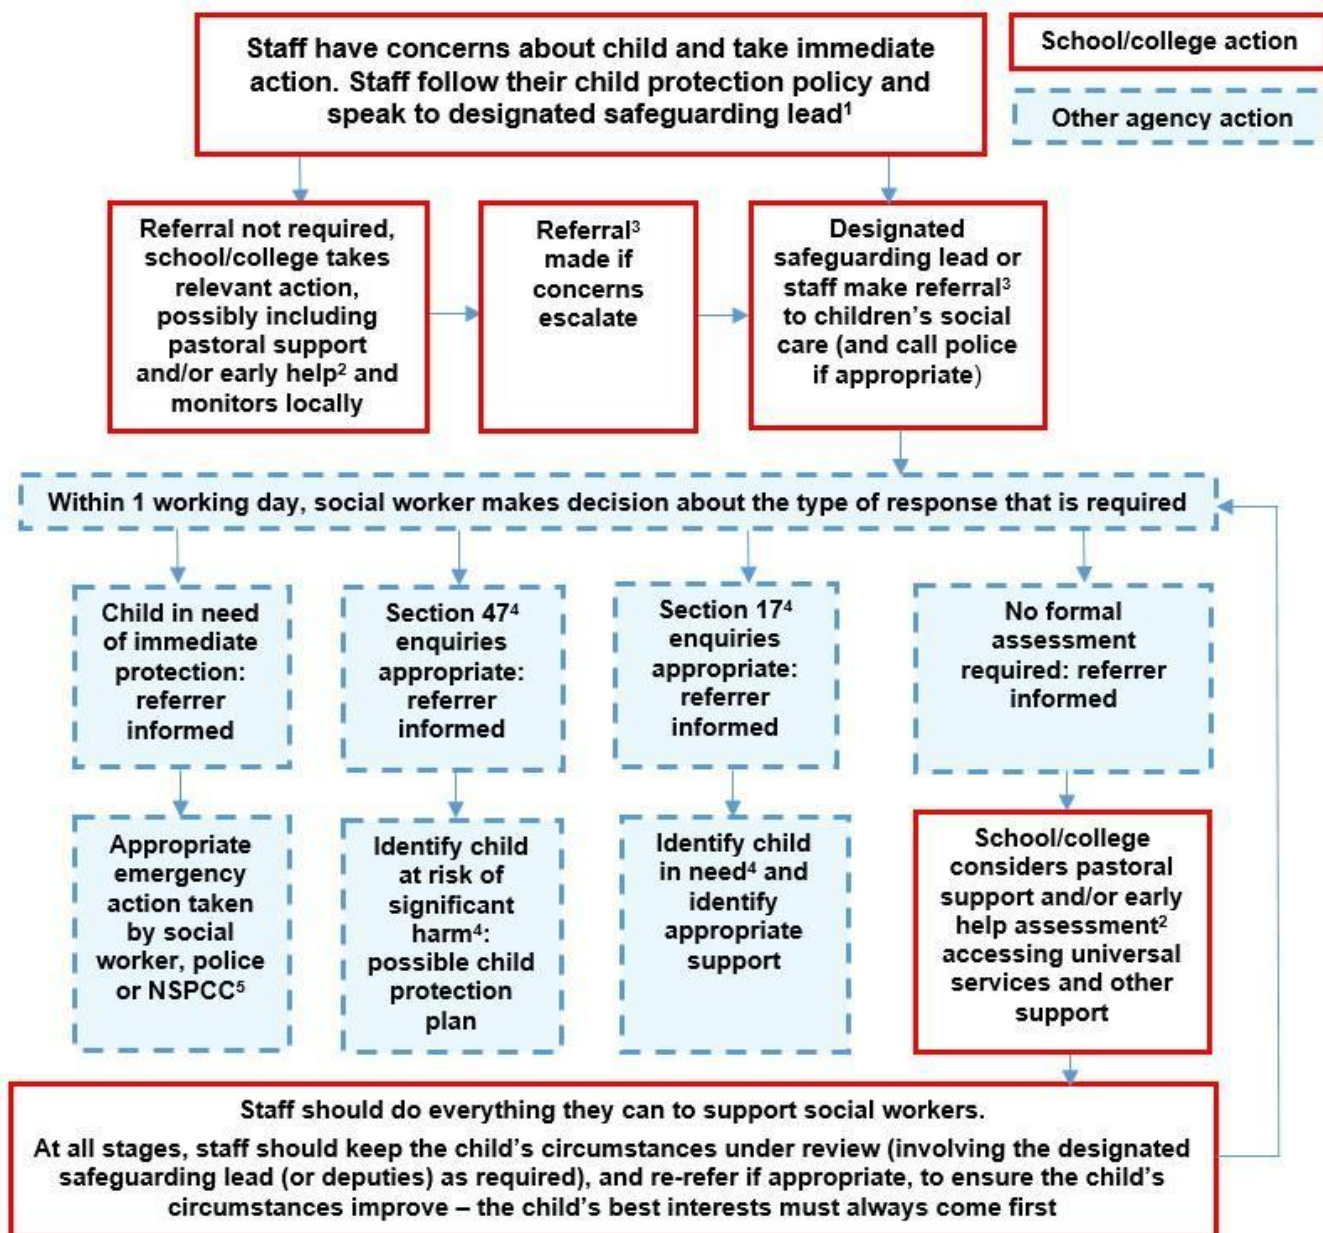 Staff have concerns about child and take immediate
action. Staff follow their child protection policy and
speak to designated safeguarding lead¹
School/college action
Other agency action
Referral not required,
school/college takes
relevant action,
possibly including
pastoral support
and/or early help² and
monitors locally
Referral³
made if
concerns
escalate
Designated
safeguarding lead or
staff make referral³
to children’s social
care (and call police
if appropriate)
Within 1 working day, social worker makes decision about the type of response that is required
Child in need
of immediate
protection:
referrer
informed
Section 47⁴
enquiries
appropriate:
referrer
informed
Section 17⁴
enquiries
appropriate:
referrer
informed
No formal
assessment
required: referrer
informed
Appropriate
emergency
action taken
by social
worker, police
or NSPCC⁵
Identify child
at risk of
significant
harm⁴:
possible child
protection
plan
Identify child
in need⁴ and
identify
appropriate
support
School/college
considers pastoral
support and/or early
help assessment²
accessing universal
services and other
support
Staff should do everything they can to support social workers.
At all stages, staff should keep the child’s circumstances under review (involving the designated
safeguarding lead (or deputies) as required), and re-refer if appropriate, to ensure the child’s
circumstances improve – the child’s best interests must always come first